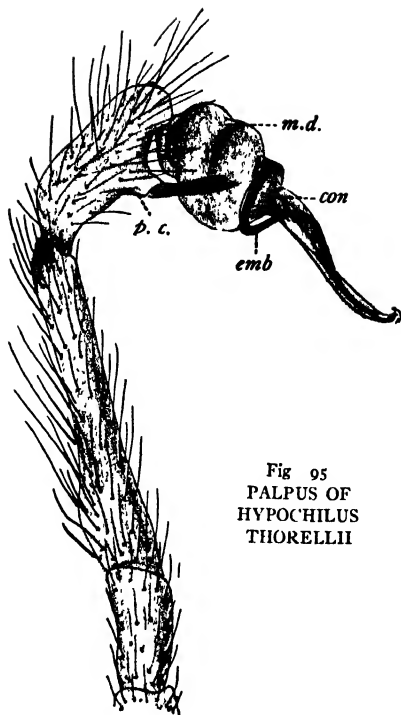 m.d.
con
p. c.
emb
Fig 95
PALPUS OF
HYPOCHILUS
THORELLII